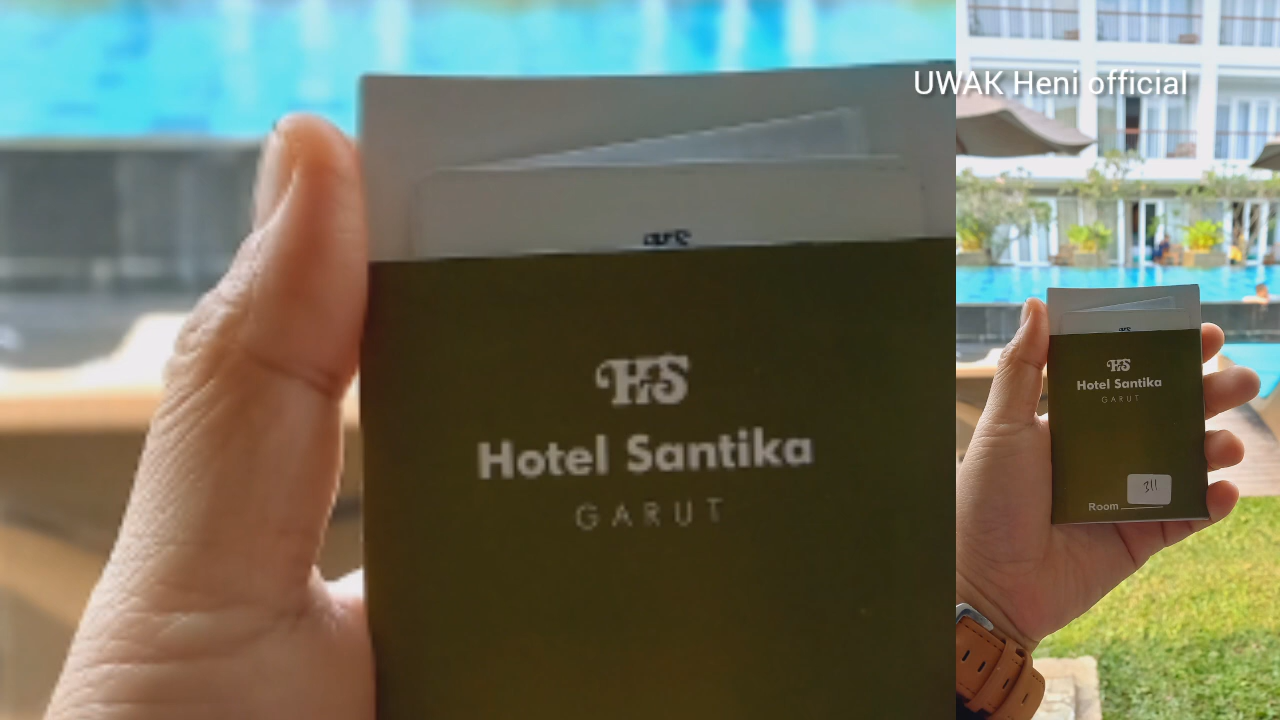 HS
Hotel Santika
GARUT
UWAK Heni official
HS
Hotel Santika
GARUT
311
Room